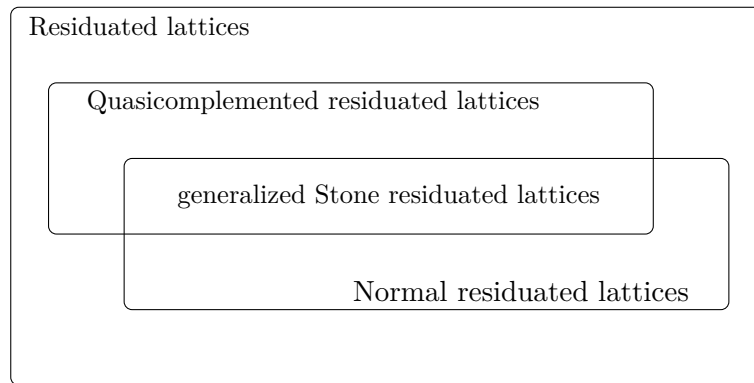 Residuated lattices
Quasicomplemented residuated lattices
generalized Stone residuated lattices
Normal residuated lattices